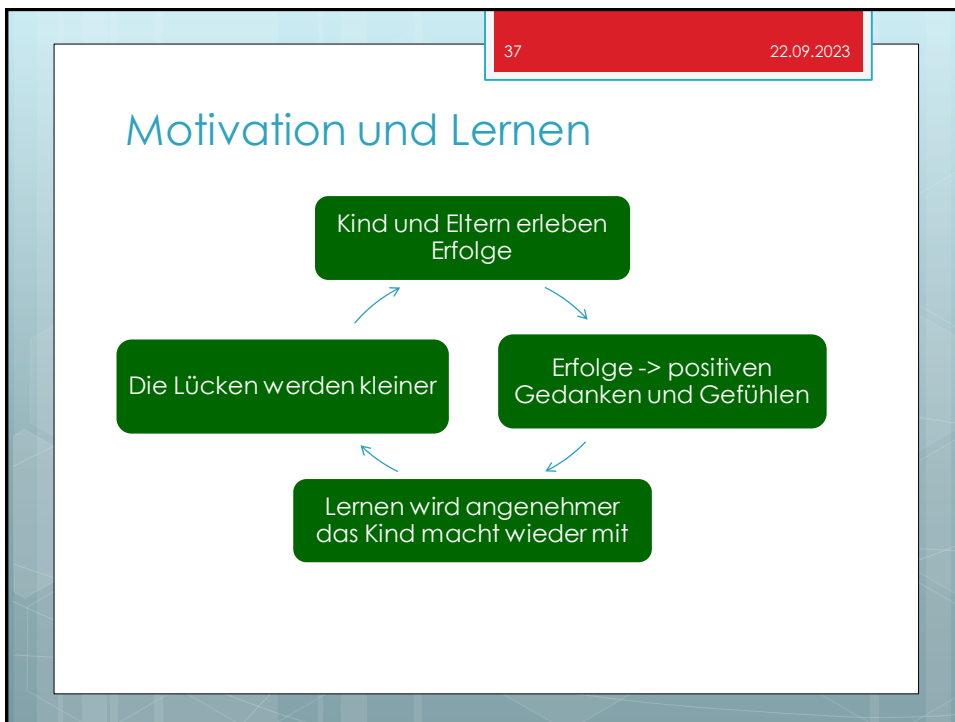 37
22.09.2023
Motivation und Lernen
Kind und Eltern erleben
Erfolge
Erfolge -> positiven
Gedanken und Gefühlen
Lernen wird angenehmer
das Kind macht wieder mit
Die Lücken werden kleiner